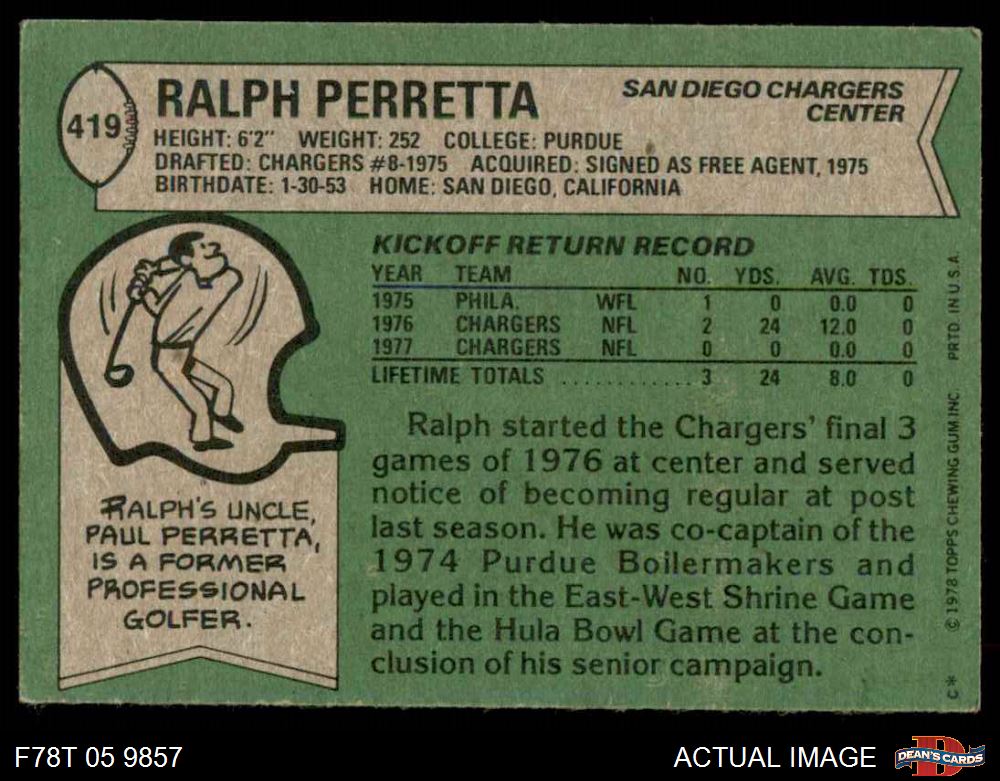 419
RALPH PERRETTA
SAN DIEGO CHARGERS
CENTER
HEIGHT: 6'2" WEIGHT: 252 COLLEGE: PURDUE
DRAFTED: CHARGERS #8-1975 ACQUIRED: SIGNED AS FREE AGENT, 1975
BIRTHDATE: 1-30-53 HOME: SAN DIEGO, CALIFORNIA
KICKOFF RETURN RECORD
YEAR TEAM NO. YDS. AVG. TDS.
1975 PHILA. WFL 1 0 0.0 0
1976 CHARGERS NFL 2 24 12.0 0
1977 CHARGERS NFL 0 0 0.0 0
LIFETIME TOTALS ............ 3 24 8.0 0
Ralph started the Chargers' final 3
games of 1976 at center and served
notice of becoming regular at post
last season. He was co-captain of the
1974 Purdue Boilermakers and
played in the East-West Shrine Game
and the Hula Bowl Game at the con-
clusion of his senior campaign.
RALPH'S UNCLE,
PAUL PERRETTA,
IS A FORMER
PROFESSIONAL
GOLFER.
C* © 1978 TOPPS CHEWING GUM INC. PRTD. IN U.S.A.
F78T 05 9857
ACTUAL IMAGE
D
DEAN'S CARDS